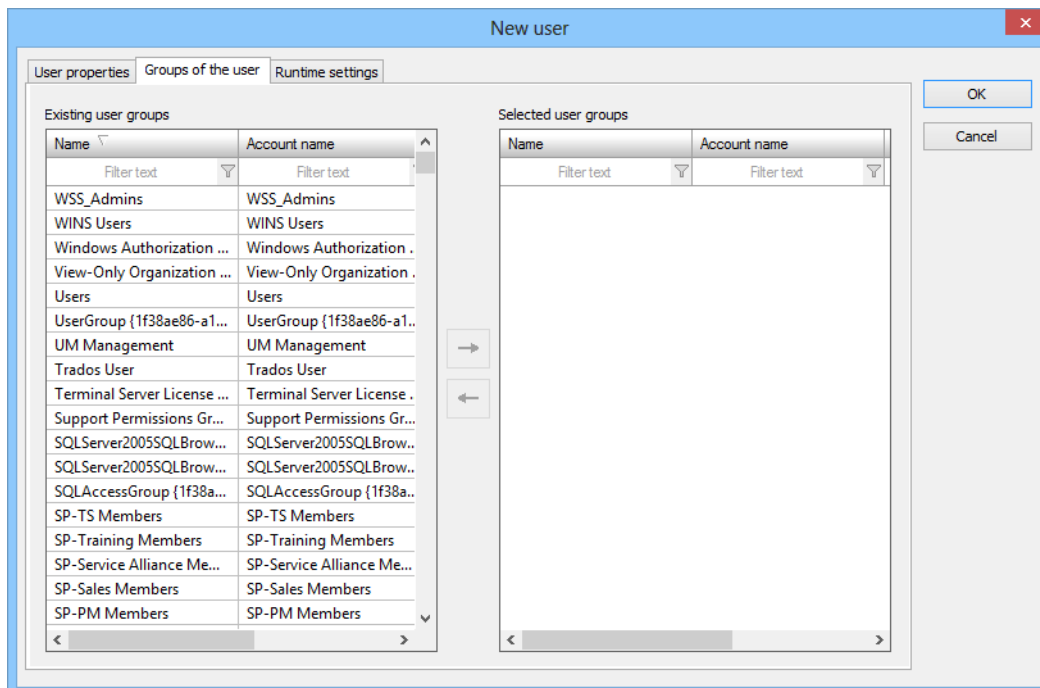 New user
User properties Groups of the user Runtime settings
OK
Cancel
Existing user groups
Name Account name
Filter text Filter text
WSS_Admins WSS_Admins
WINS Users WINS Users
Windows Authorization ... Windows Authorization .
View-Only Organization ... View-Only Organization .
Users Users
UserGroup {1f38ae86-a1... UserGroup {1f38ae86-a1..
UM Management UM Management
Trados User Trados User
Terminal Server License ... Terminal Server License .
Support Permissions Gr... Support Permissions Gr..
SQLServer2005SQLBrow... SQLServer2005SQLBrow..
SQLServer2005SQLBrow... SQLServer2005SQLBrow..
SQLAccessGroup {1f38a... SQLAccessGroup {1f38a..
SP-TS Members SP-TS Members
SP-Training Members SP-Training Members
SP-Service Alliance Me... SP-Service Alliance Me...
SP-Sales Members SP-Sales Members
SP-PM Members SP-PM Members
Selected user groups
Name Account name
Filter text Filter text